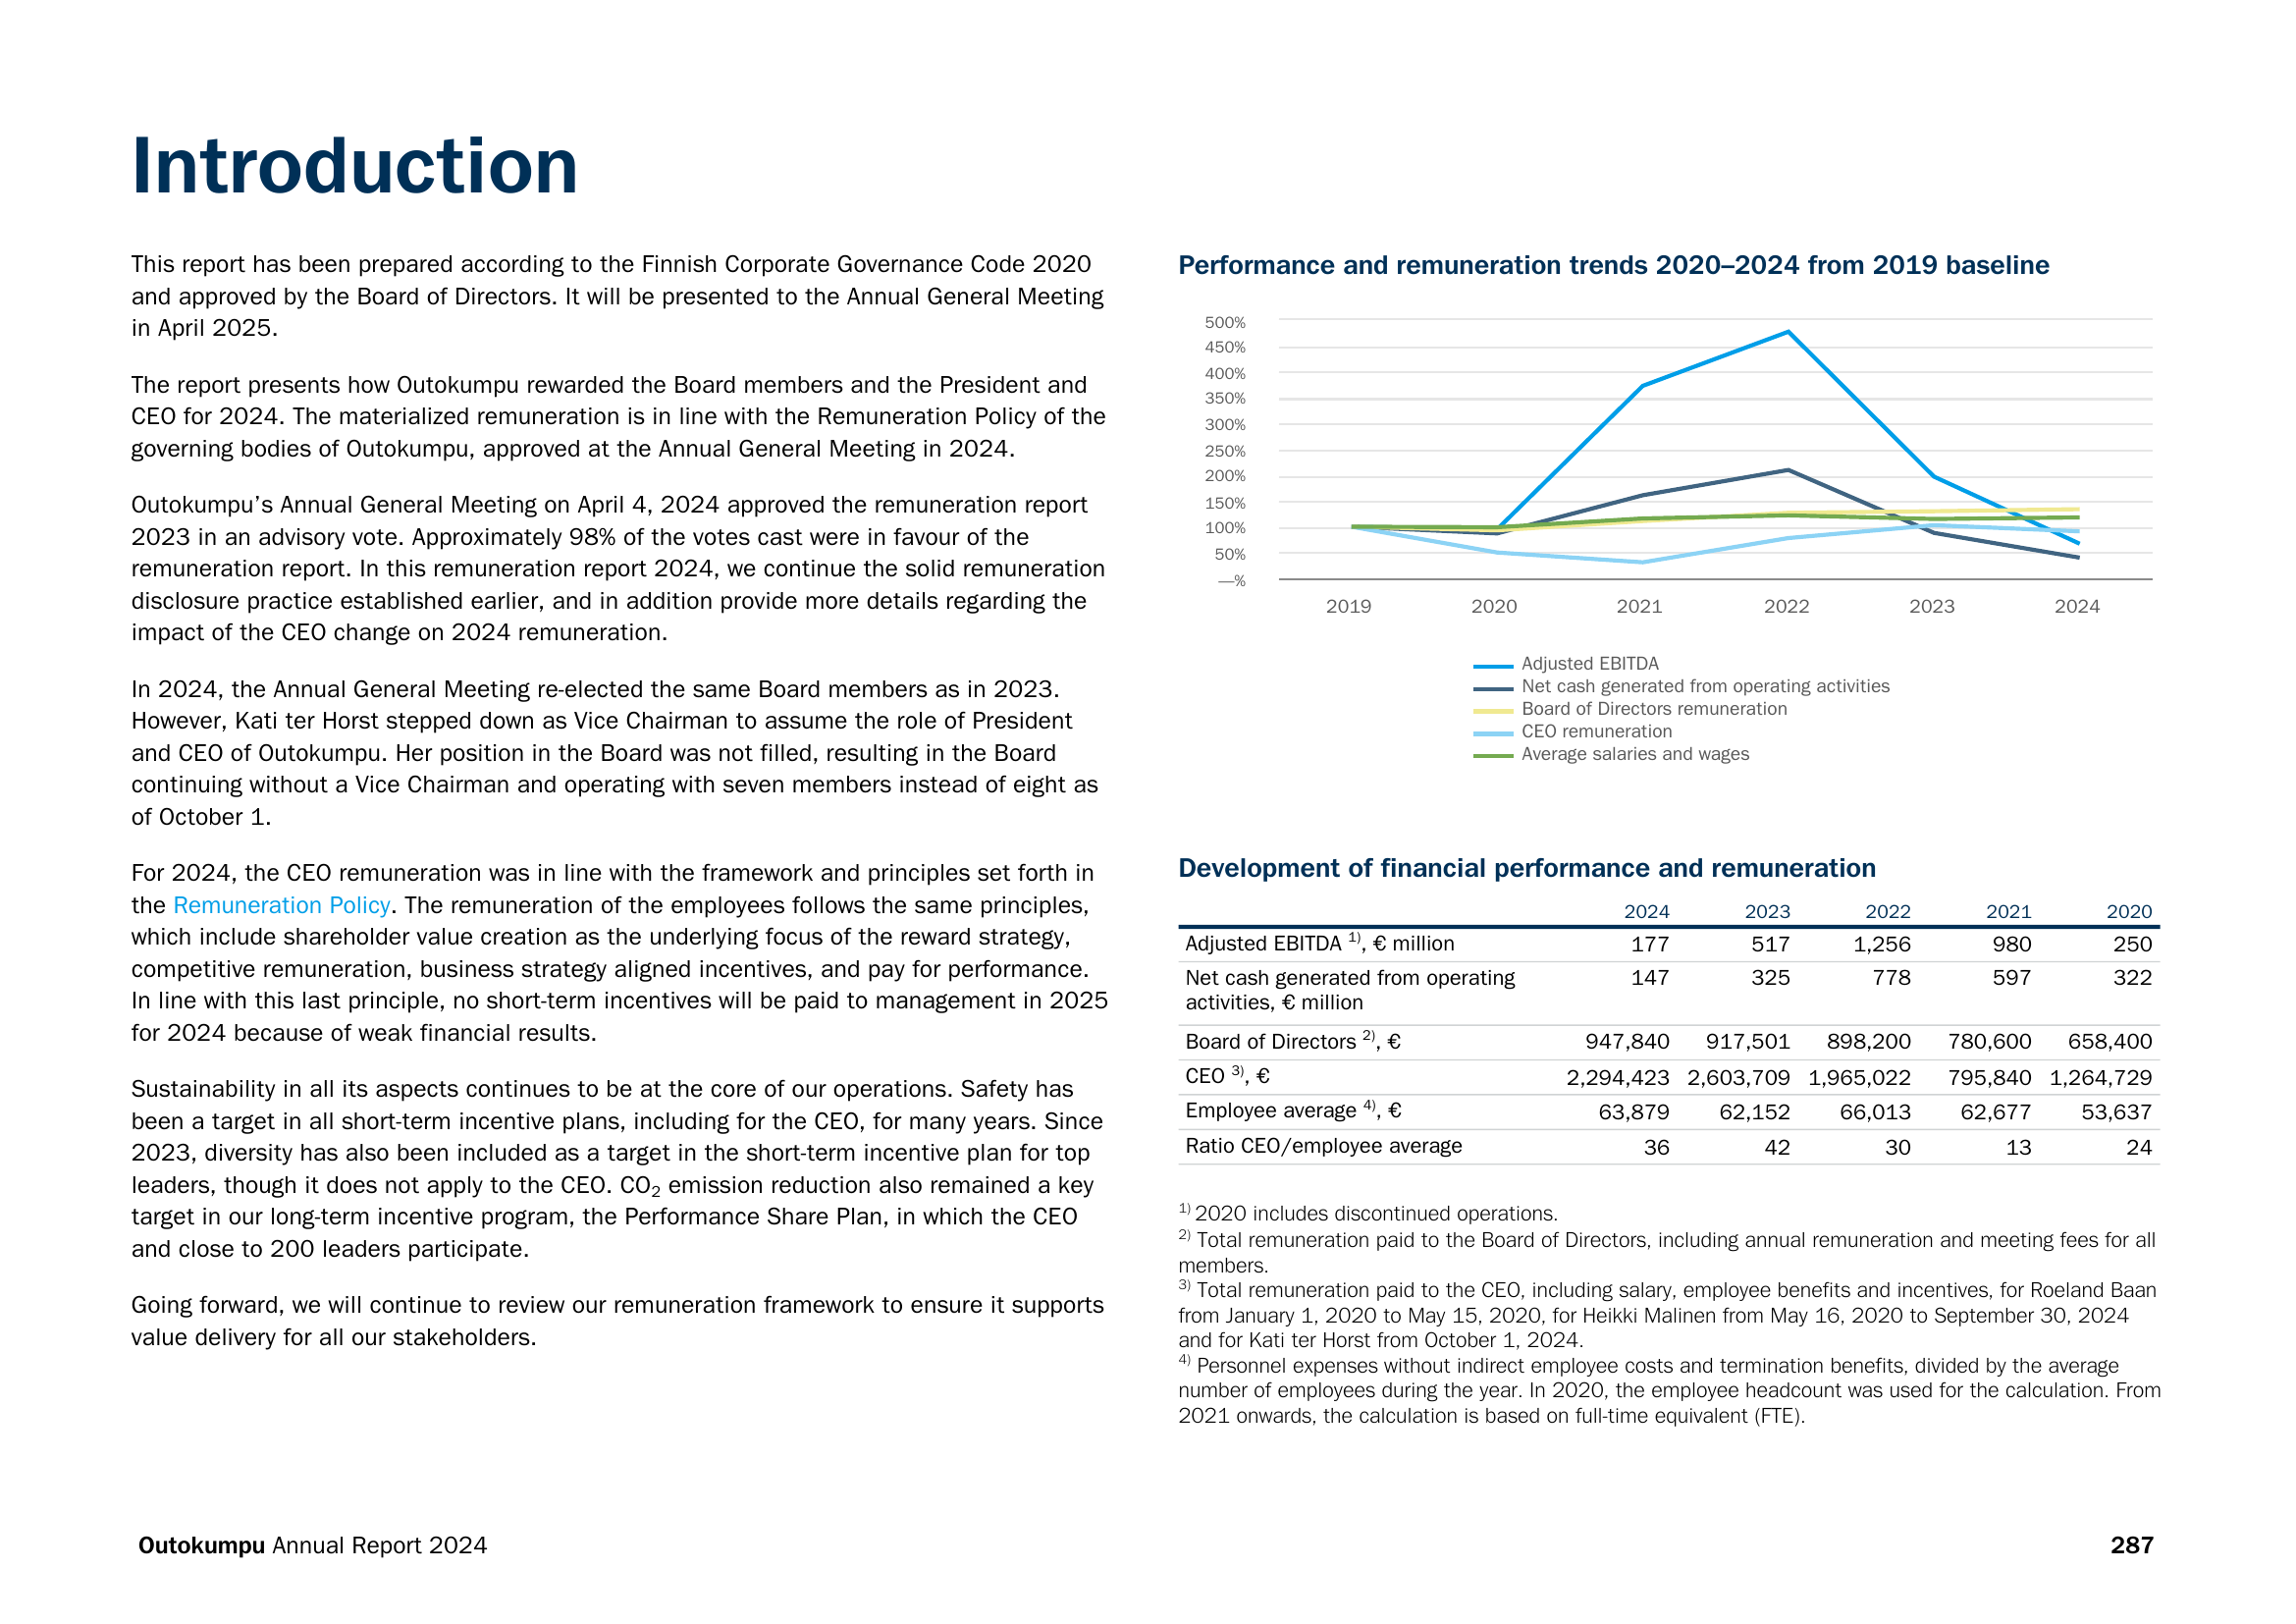 Introduction
This report has been prepared according to the Finnish Corporate Governance Code 2020
and approved by the Board of Directors. It will be presented to the Annual General Meeting
in April 2025.
The report presents how Outokumpu rewarded the Board members and the President and
CEO for 2024. The materialized remuneration is in line with the Remuneration Policy of the
governing bodies of Outokumpu, approved at the Annual General Meeting in 2024.
Outokumpu’s Annual General Meeting on April 4, 2024 approved the remuneration report
2023 in an advisory vote. Approximately 98% of the votes cast were in favour of the
remuneration report. In this remuneration report 2024, we continue the solid remuneration
disclosure practice established earlier, and in addition provide more details regarding the
impact of the CEO change on 2024 remuneration.
In 2024, the Annual General Meeting re-elected the same Board members as in 2023.
However, Kati ter Horst stepped down as Vice Chairman to assume the role of President
and CEO of Outokumpu. Her position in the Board was not filled, resulting in the Board
continuing without a Vice Chairman and operating with seven members instead of eight as
of October 1.
For 2024, the CEO remuneration was in line with the framework and principles set forth in
the Remuneration Policy. The remuneration of the employees follows the same principles,
which include shareholder value creation as the underlying focus of the reward strategy,
competitive remuneration, business strategy aligned incentives, and pay for performance.
In line with this last principle, no short-term incentives will be paid to management in 2025
for 2024 because of weak financial results.
Sustainability in all its aspects continues to be at the core of our operations. Safety has
been a target in all short-term incentive plans, including for the CEO, for many years. Since
2023, diversity has also been included as a target in the short-term incentive plan for top
leaders, though it does not apply to the CEO. CO2 emission reduction also remained a key
target in our long-term incentive program, the Performance Share Plan, in which the CEO
and close to 200 leaders participate.
Going forward, we will continue to review our remuneration framework to ensure it supports
value delivery for all our stakeholders.
Performance and remuneration trends 2020–2024 from 2019 baseline
500%
450%
400%
350%
300%
250%
200%
150%
100%
50%
—%
2019 2020 2021 2022 2023 2024
Adjusted EBITDA
Net cash generated from operating activities
Board of Directors remuneration
CEO remuneration
Average salaries and wages
Development of financial performance and remuneration
2024 2023 2022 2021 2020
Adjusted EBITDA 1), € million 177 517 1,256 980 250
Net cash generated from operating 147 325 778 597 322
activities, € million
Board of Directors 2), € 947,840 917,501 898,200 780,600 658,400
CEO 3), € 2,294,423 2,603,709 1,965,022 795,840 1,264,729
Employee average 4), € 63,879 62,152 66,013 62,677 53,637
Ratio CEO/employee average 36 42 30 13 24
1) 2020 includes discontinued operations.
2) Total remuneration paid to the Board of Directors, including annual remuneration and meeting fees for all
members.
3) Total remuneration paid to the CEO, including salary, employee benefits and incentives, for Roeland Baan
from January 1, 2020 to May 15, 2020, for Heikki Malinen from May 16, 2020 to September 30, 2024
and for Kati ter Horst from October 1, 2024.
4) Personnel expenses without indirect employee costs and termination benefits, divided by the average
number of employees during the year. In 2020, the employee headcount was used for the calculation. From
2021 onwards, the calculation is based on full-time equivalent (FTE).
Outokumpu Annual Report 2024
287